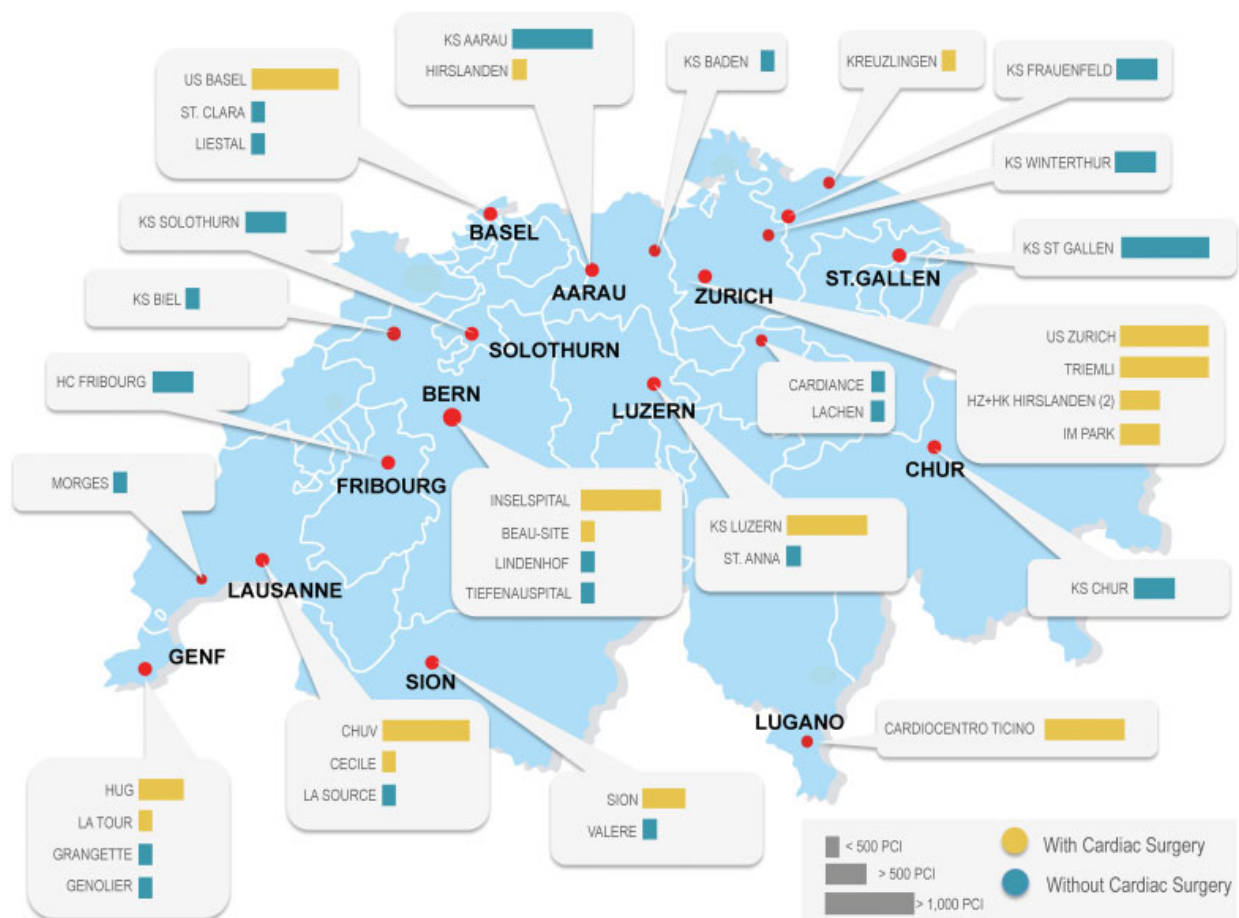 KS AARAU
HIRSLANDEN
KS BADEN
KREUZLINGEN
KS FRAUENFELD
US BASEL
ST. CLARA
LIESTAL
KS WINTERTHUR
KS SOLOTHURN
BASEL
KS ST GALLEN
AARAU
ZURICH
ST.GALLEN
KS BIEL
SOLOTHURN
US ZURICH
TRIEMLI
HZ+HK HIRSLANDEN (2)
IM PARK
HC FRIBOURG
BERN
LUZERN
CARDIANCE
LACHEN
FRIBOURG
CHUR
MORGES
INSELSPITAL
BEAU-SITE
LINDENHOF
TIEFENAUSPITAL
KS LUZERN
ST. ANNA
LAUSANNE
KS CHUR
GENF
SION
LUGANO
CARDIOCENTRO TICINO
CHUV
CECILE
LA SOURCE
HUG
LA TOUR
GRANGETTE
GENOLIER
SION
VALERE
< 500 PCI
> 500 PCI
> 1,000 PCI
With Cardiac Surgery
Without Cardiac Surgery